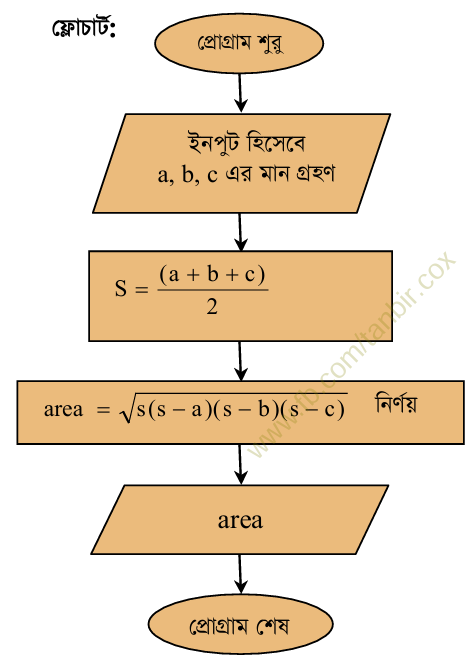 ফ্লোচার্ট:
প্রোগ্রাম শুরু
ইনপুট হিসেবে
a, b, c এর মান গ্রহণ
S = (a + b + c) / 2
area = √s(s − a)(s − b)(s − c) নির্ণয়
area
প্রোগ্রাম শেষ
www.fb.com/tanbir.cox